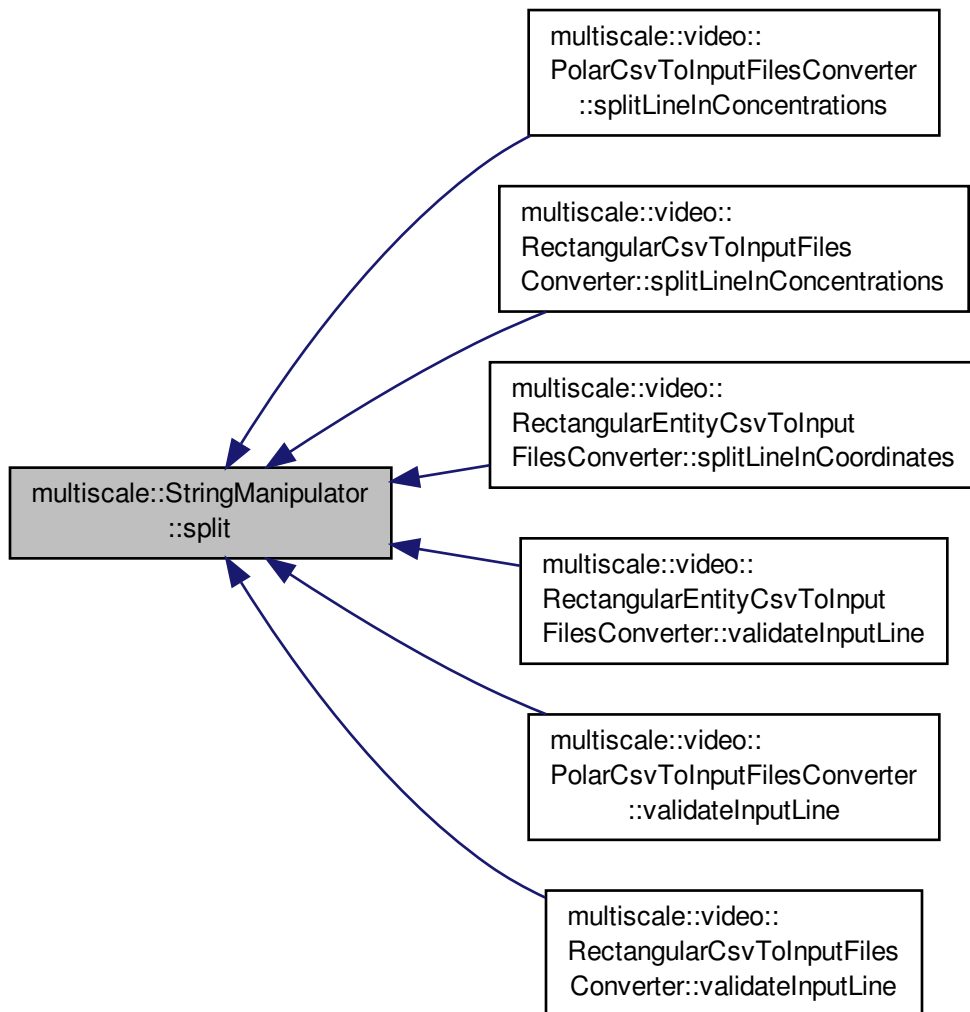 multiscale::video::
PolarCsvToInputFilesConverter
::splitLineInConcentrations
multiscale::video::
RectangularCsvToInputFiles
Converter::splitLineInConcentrations
multiscale::video::
RectangularEntityCsvToInput
FilesConverter::splitLineInCoordinates
multiscale::StringManipulator
::split
multiscale::video::
RectangularEntityCsvToInput
FilesConverter::validateInputLine
multiscale::video::
PolarCsvToInputFilesConverter
::validateInputLine
multiscale::video::
RectangularCsvToInputFiles
Converter::validateInputLine